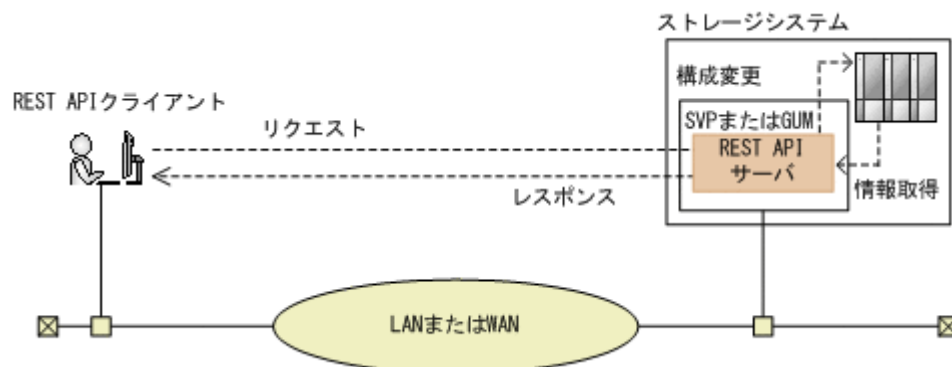 ストレージシステム
構成変更
REST APIクライアント
リクエスト
SVPまたはGUM
REST API
サーバ
情報取得
レスポンス
LANまたはWAN